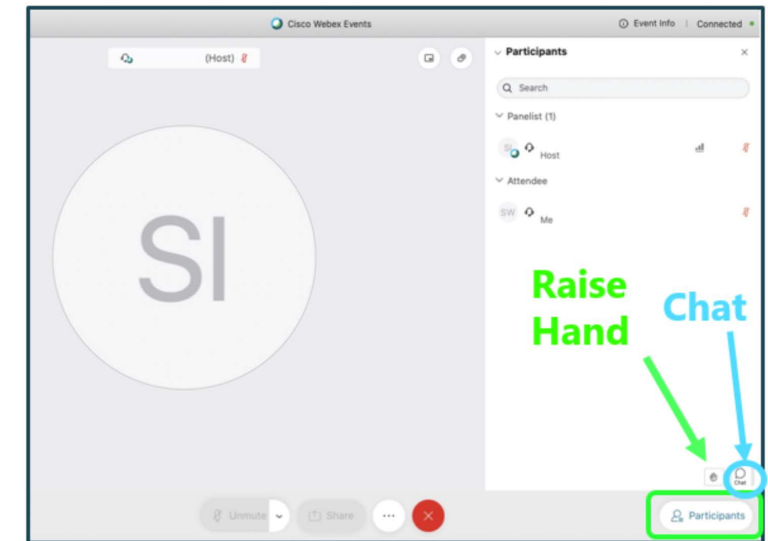 Cisco Webex Events
Event Info | Connected
(Host)
Participants
Search
Panelist (1)
SI
Host
Attendee
SW
Me
SI
Raise
Hand
Chat
Chat
Unmute
Share
Participants